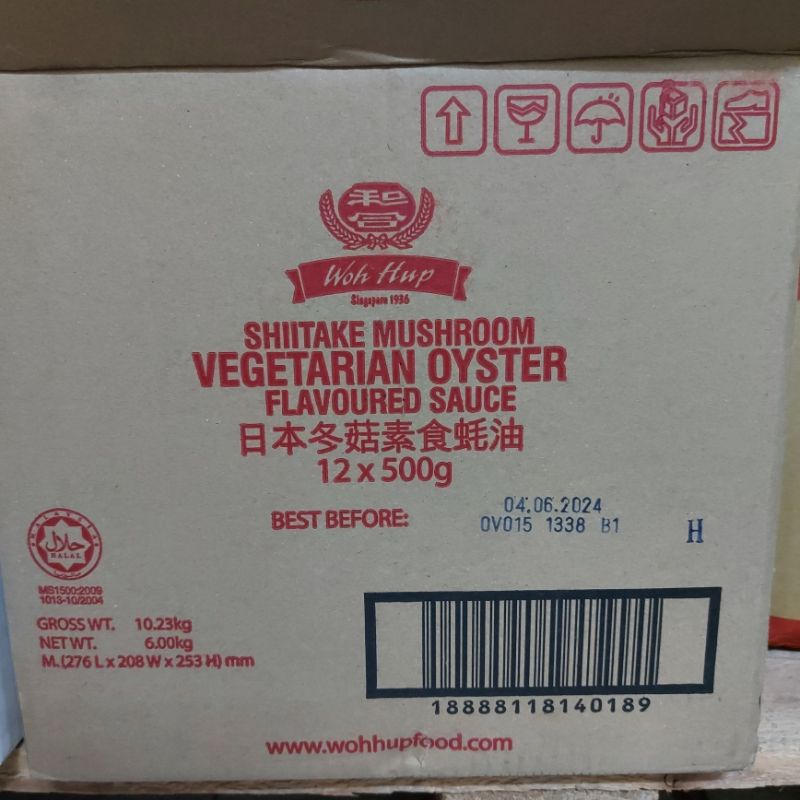 和合
Woh Hup
Singapore 1936
SHIITAKE MUSHROOM
VEGETARIAN OYSTER
FLAVOURED SAUCE
日本冬菇素食蚝油
12 x 500g
BEST BEFORE:
04.06.2024
OV015 1338 B1
H
MALAYSIA
حلال
HALAL
MS1500:2009
1013-10/2004
GROSS WT. 10.23kg
NET WT. 6.00kg
M. (276 L x 208 W x 253 H) mm
18888118140189
www.wohhupfood.com